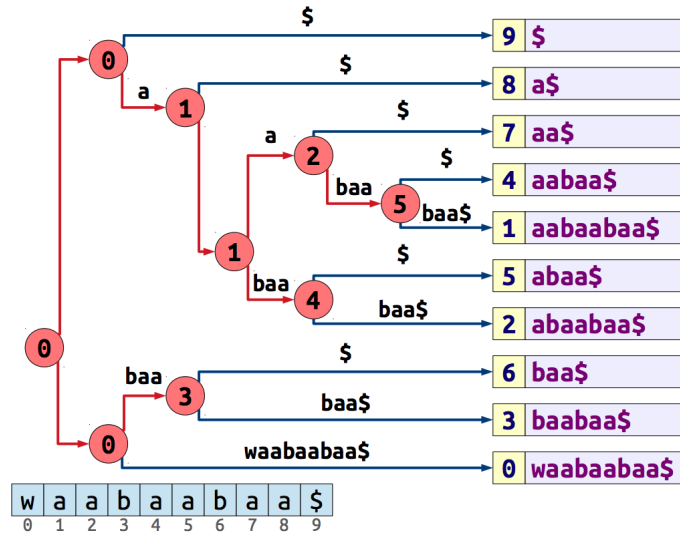 $
0
9 $
$
a
1
8 a$
$
a
2
7 aa$
$
baa
5
4 aabaa$
baa$
1 aabaabaa$
1
$
baa
4
5 abaa$
baa$
2 abaabaa$
0
$
baa
3
6 baa$
baa$
3 baabaa$
0
waabaabaa$
0 waabaabaa$
w a a b a a b a a $
0 1 2 3 4 5 6 7 8 9